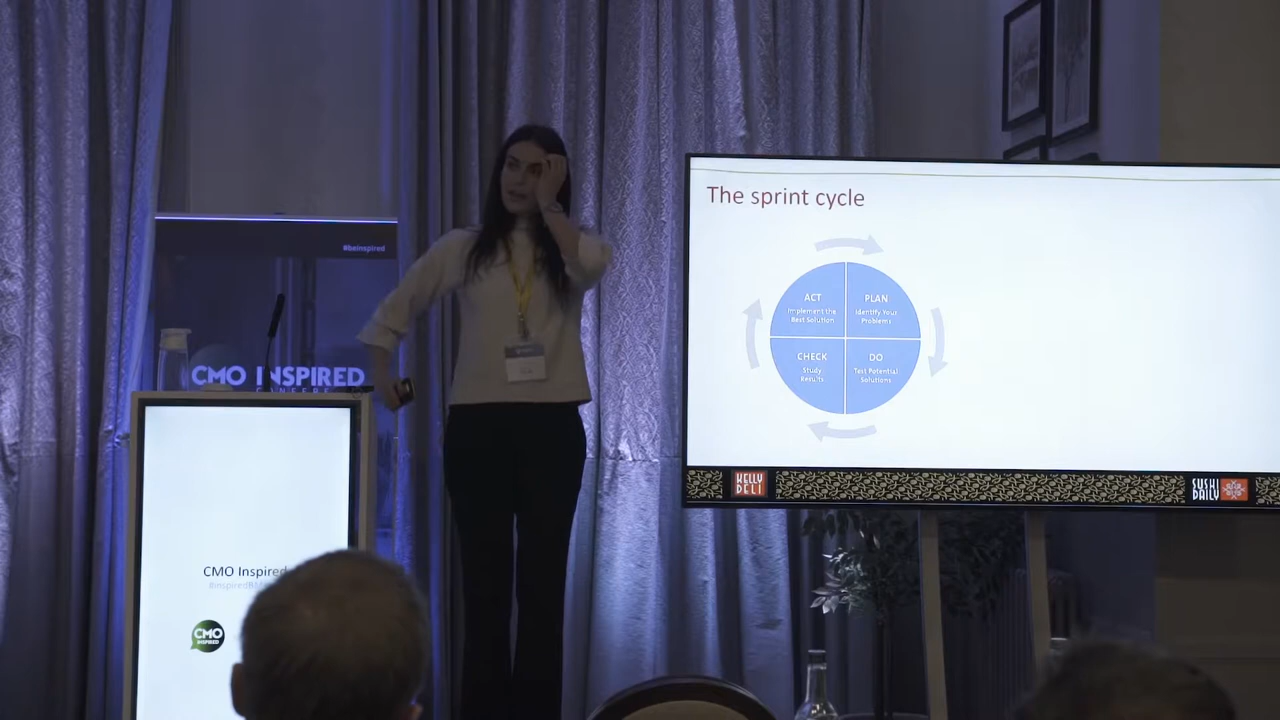 #beinspired
CMO INSPIRED
The sprint cycle
ACT
Implement the
Best Solution
PLAN
Identify Your
Problems
CHECK
Study
Results
DO
Test Potential
Solutions
KELLY
DELI
SUSHI
DAILY
CMO Inspired
CMO
INSPIRED